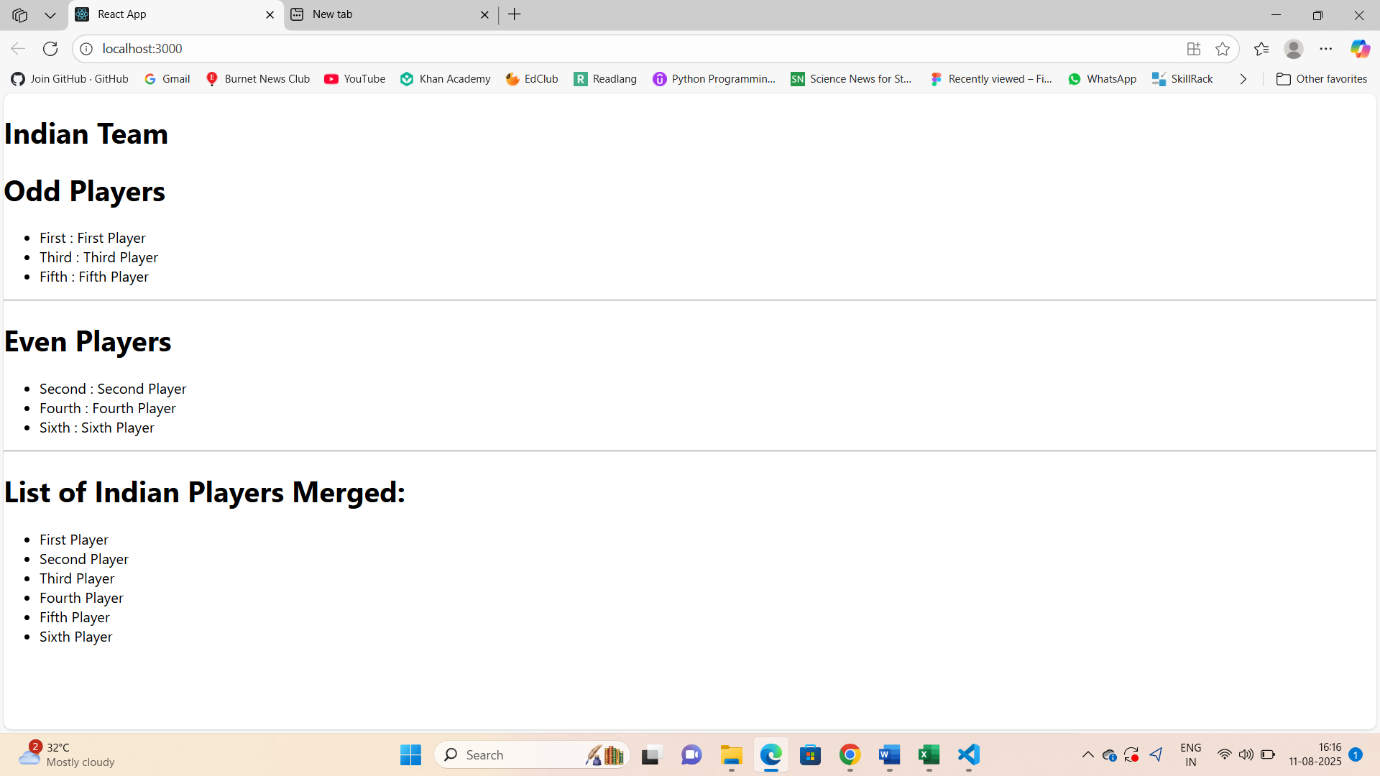 React App
New tab
localhost:3000
Join GitHub · GitHub
Gmail
Burnet News Club
YouTube
Khan Academy
EdClub
Readlang
Python Programmin...
SN Science News for St...
Recently viewed – Fi...
WhatsApp
SkillRack
Other favorites
Indian Team
Odd Players
First : First Player
Third : Third Player
Fifth : Fifth Player
Even Players
Second : Second Player
Fourth : Fourth Player
Sixth : Sixth Player
List of Indian Players Merged:
First Player
Second Player
Third Player
Fourth Player
Fifth Player
Sixth Player
2
32°C
Mostly cloudy
Search
ENG
IN
16:16
11-08-2025
1